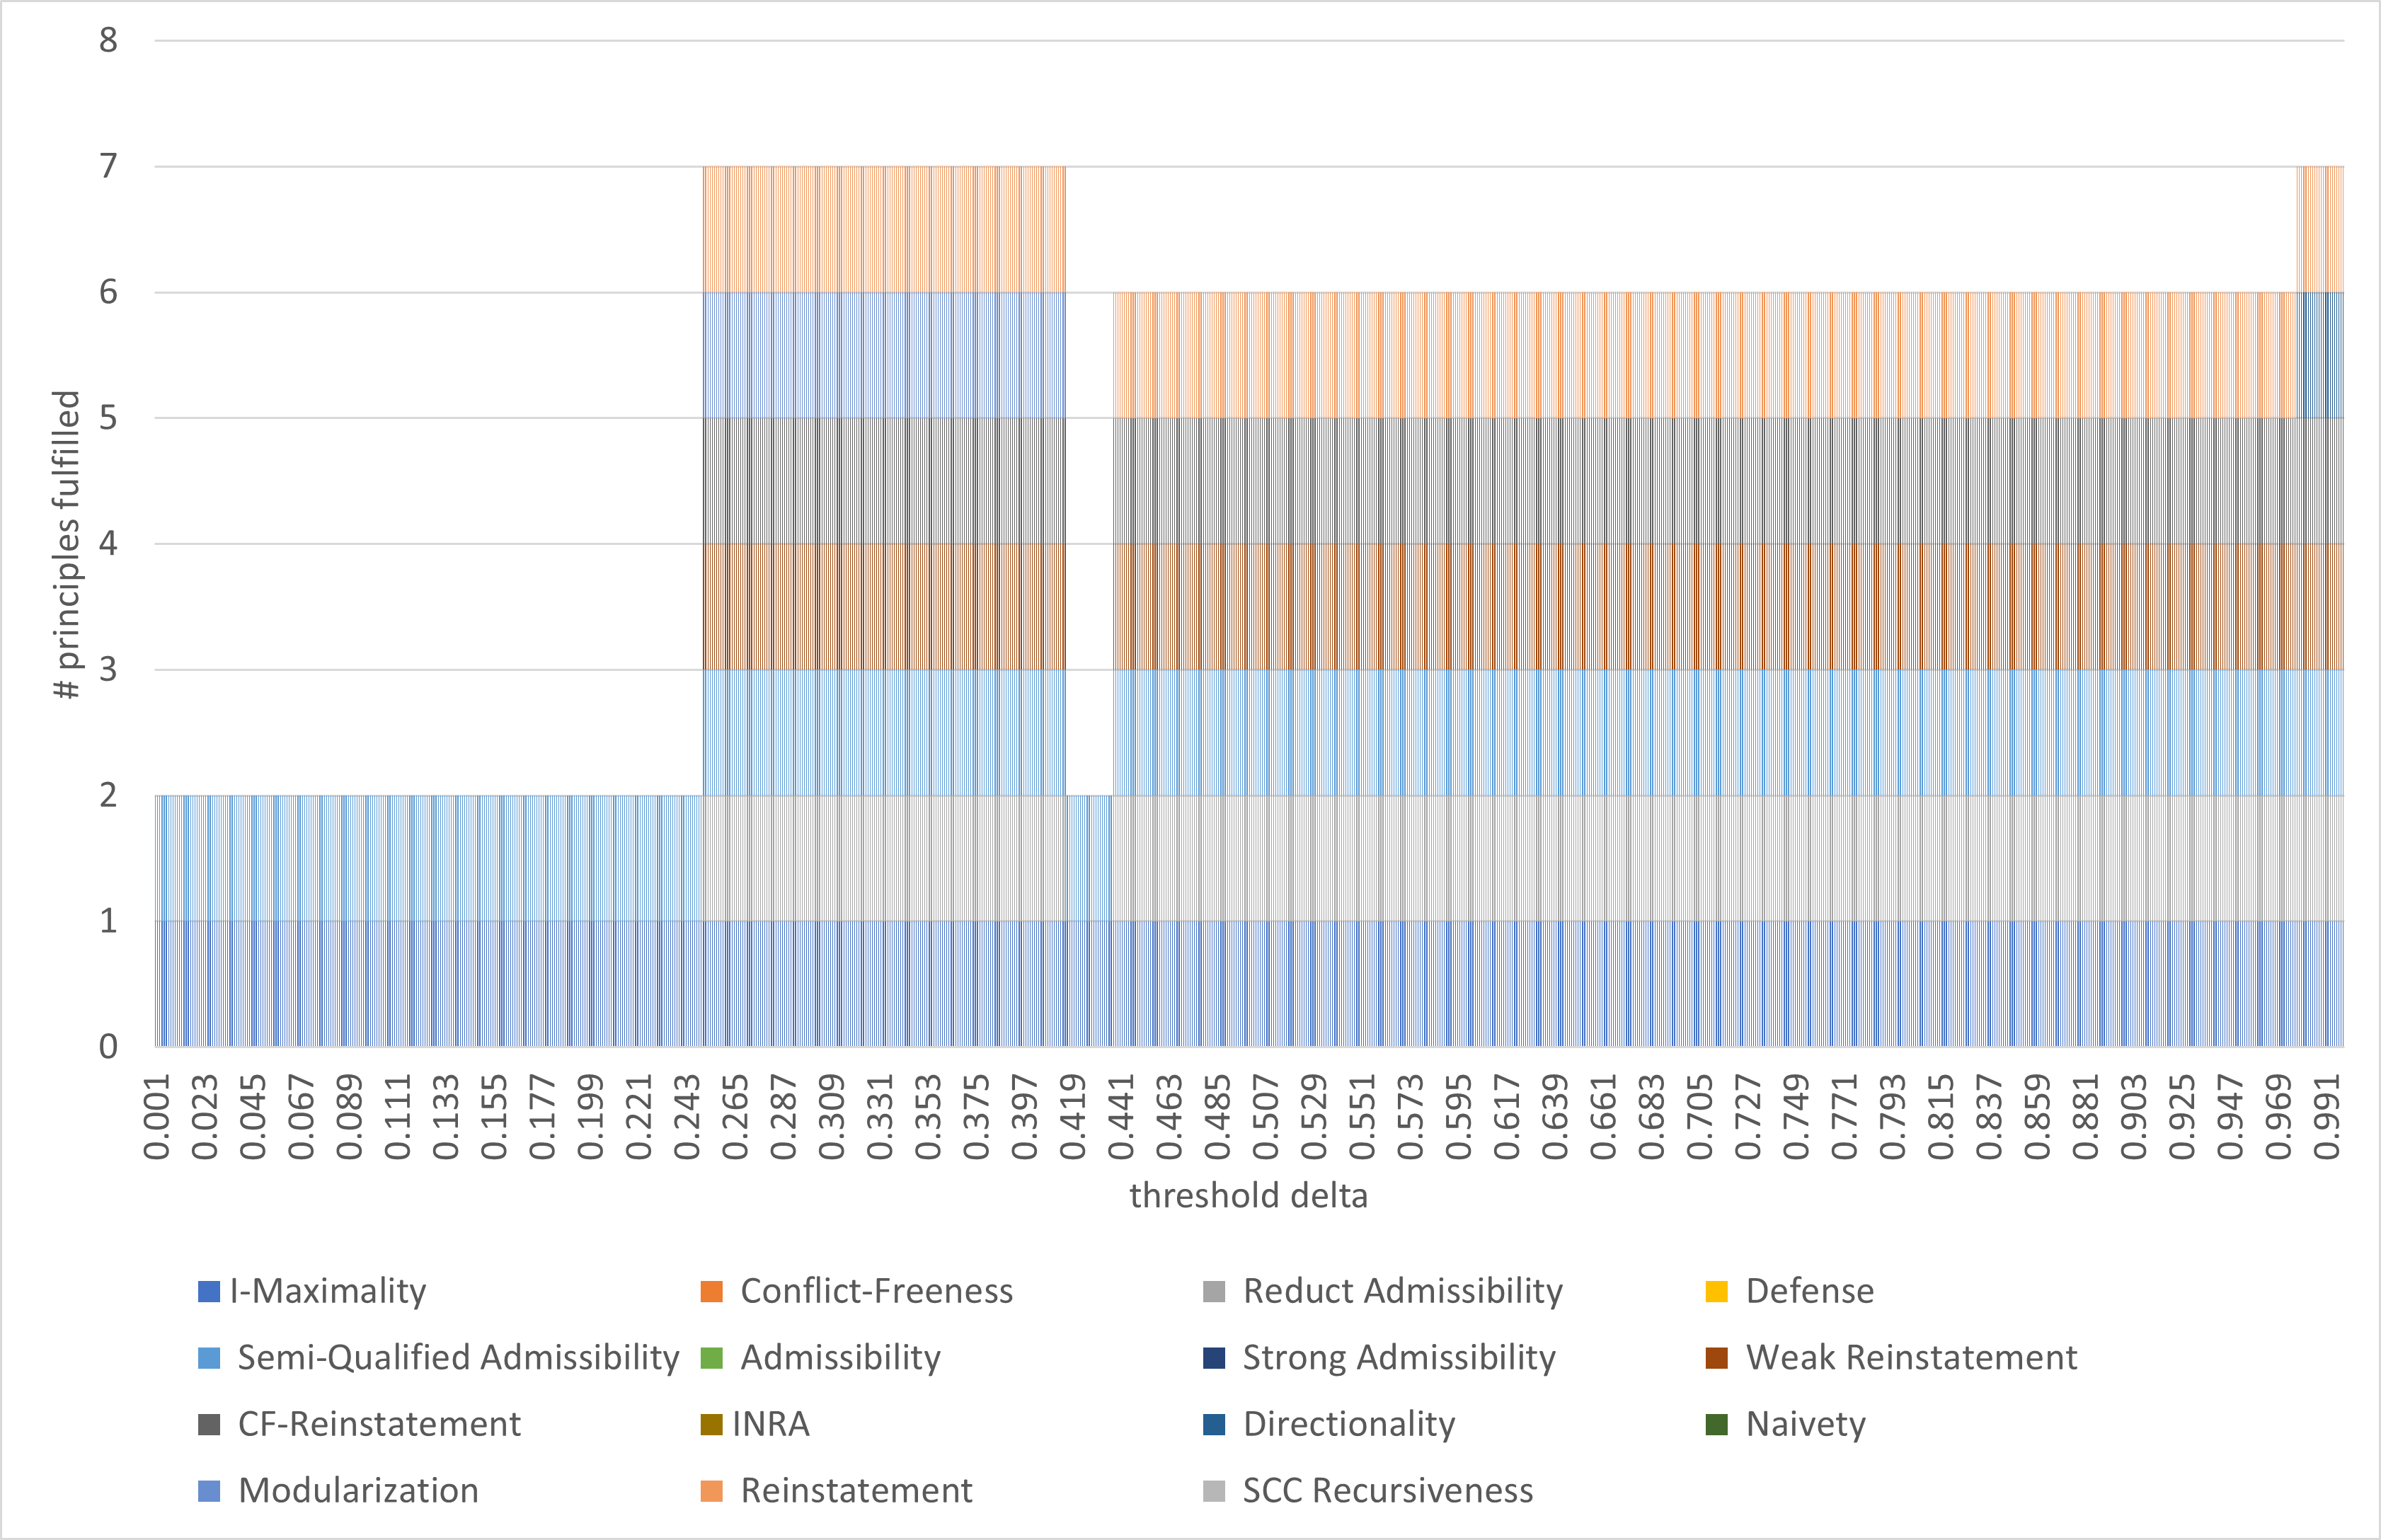 8
7
6
5
4
3
2
1
0
# principles fulfilled
0.001 0.023 0.045 0.067 0.089 0.111 0.133 0.155 0.177 0.199 0.221 0.243 0.265 0.287 0.309 0.331 0.353 0.375 0.397 0.419 0.441 0.463 0.485 0.507 0.529 0.551 0.573 0.595 0.617 0.639 0.661 0.683 0.705 0.727 0.749 0.771 0.793 0.815 0.837 0.859 0.881 0.903 0.925 0.947 0.969 0.991
threshold delta
I-Maximality Conflict-Freeness Reduct Admissibility Defense
Semi-Qualified Admissibility Admissibility Strong Admissibility Weak Reinstatement
CF-Reinstatement INRA Directionality Naivety
Modularization Reinstatement SCC Recursiveness